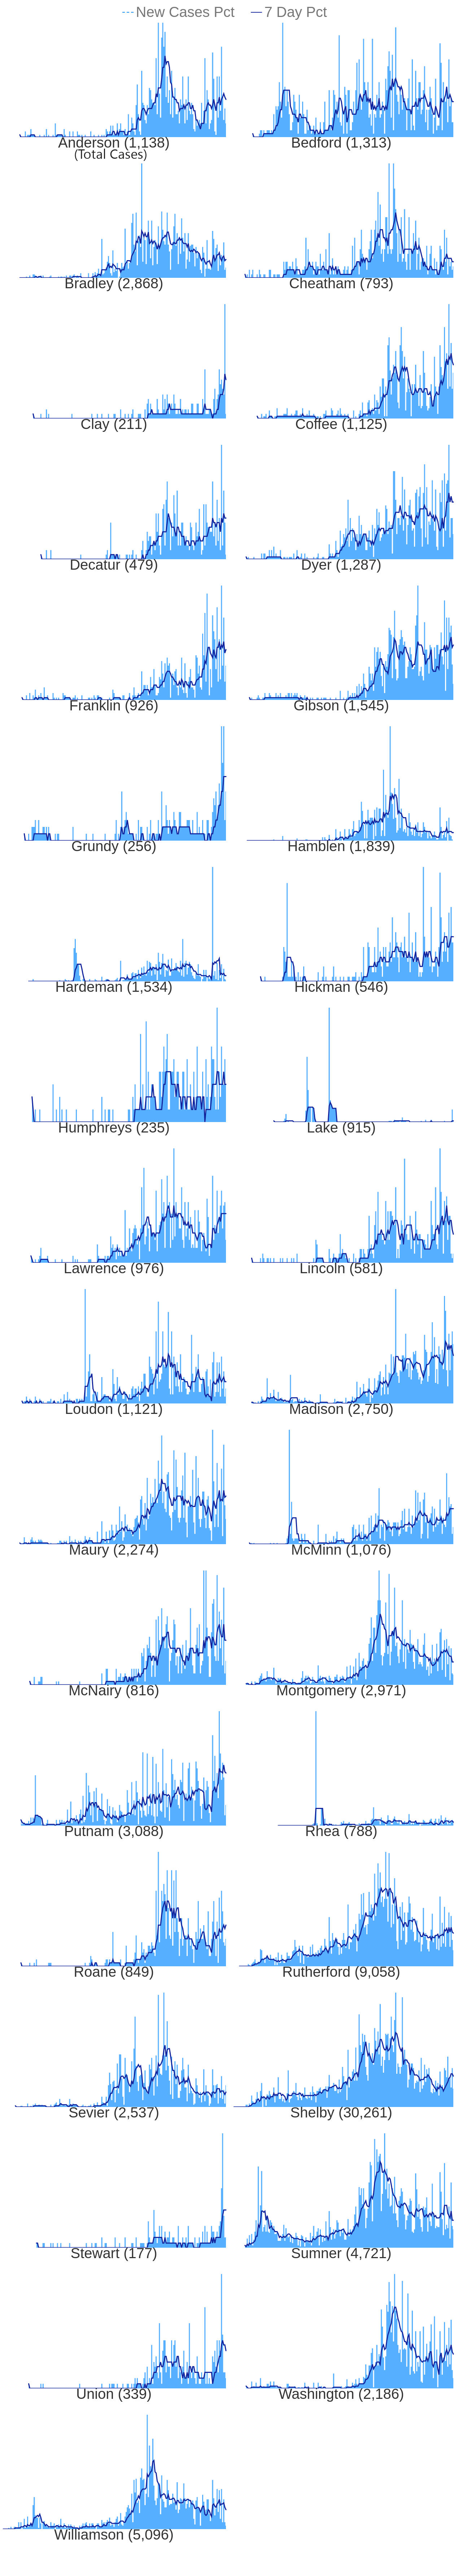 New Cases Pct 7 Day Pct
Anderson (1,138) Bedford (1,313)
(Total Cases)
Bradley (2,868) Cheatham (793)
Clay (211) Coffee (1,125)
Decatur (479) Dyer (1,287)
Franklin (926) Gibson (1,545)
Grundy (256) Hamblen (1,839)
Hardeman (1,534) Hickman (546)
Humphreys (235) Lake (915)
Lawrence (976) Lincoln (581)
Loudon (1,121) Madison (2,750)
Maury (2,274) McMinn (1,076)
McNairy (816) Montgomery (2,971)
Putnam (3,088) Rhea (788)
Roane (849) Rutherford (9,058)
Sevier (2,537) Shelby (30,261)
Stewart (177) Sumner (4,721)
Union (339) Washington (2,186)
Williamson (5,096)